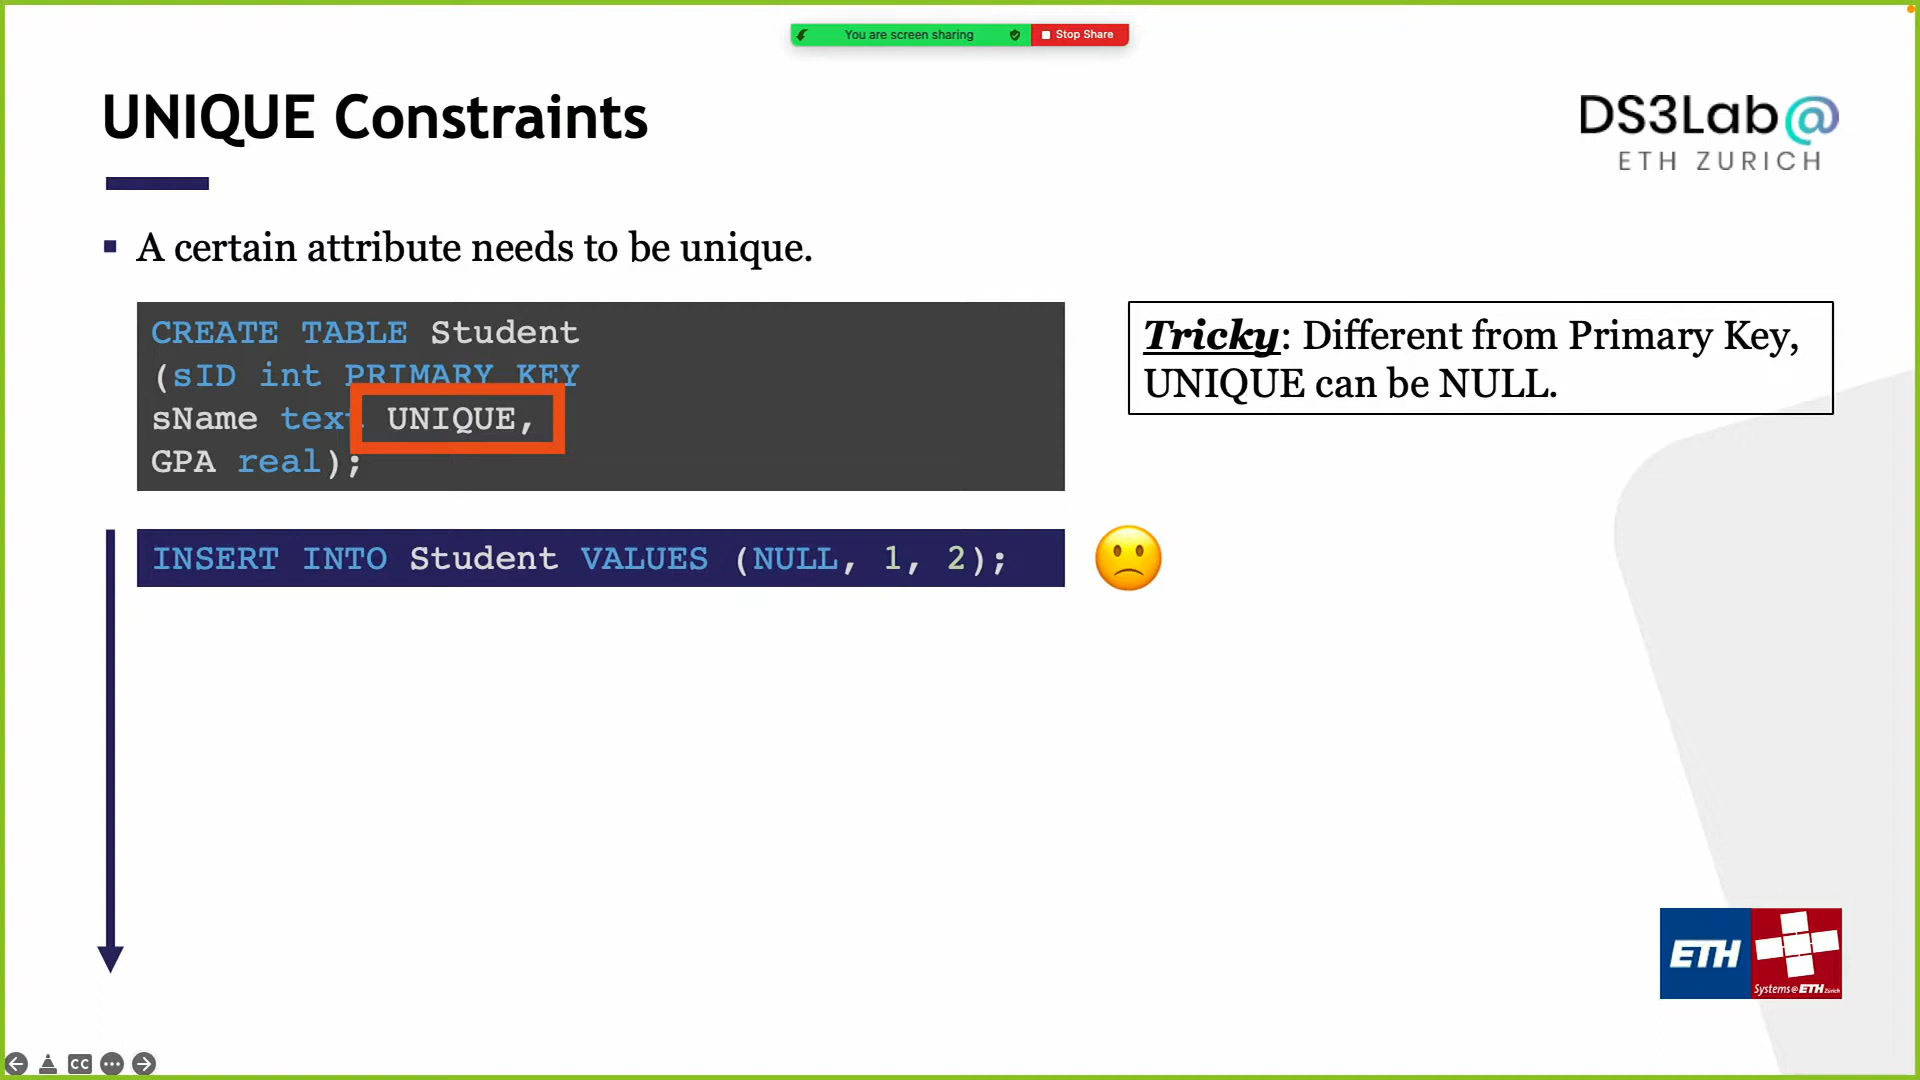 You are screen sharing
Stop Share
UNIQUE Constraints
DS3Lab@
ETH ZURICH
A certain attribute needs to be unique.
CREATE TABLE Student
(sID int PRIMARY KEY
sName text UNIQUE,
GPA real);
Tricky: Different from Primary Key,
UNIQUE can be NULL.
INSERT INTO Student VALUES (NULL, 1, 2);
ETH
Systems@ETH Zürich
CC